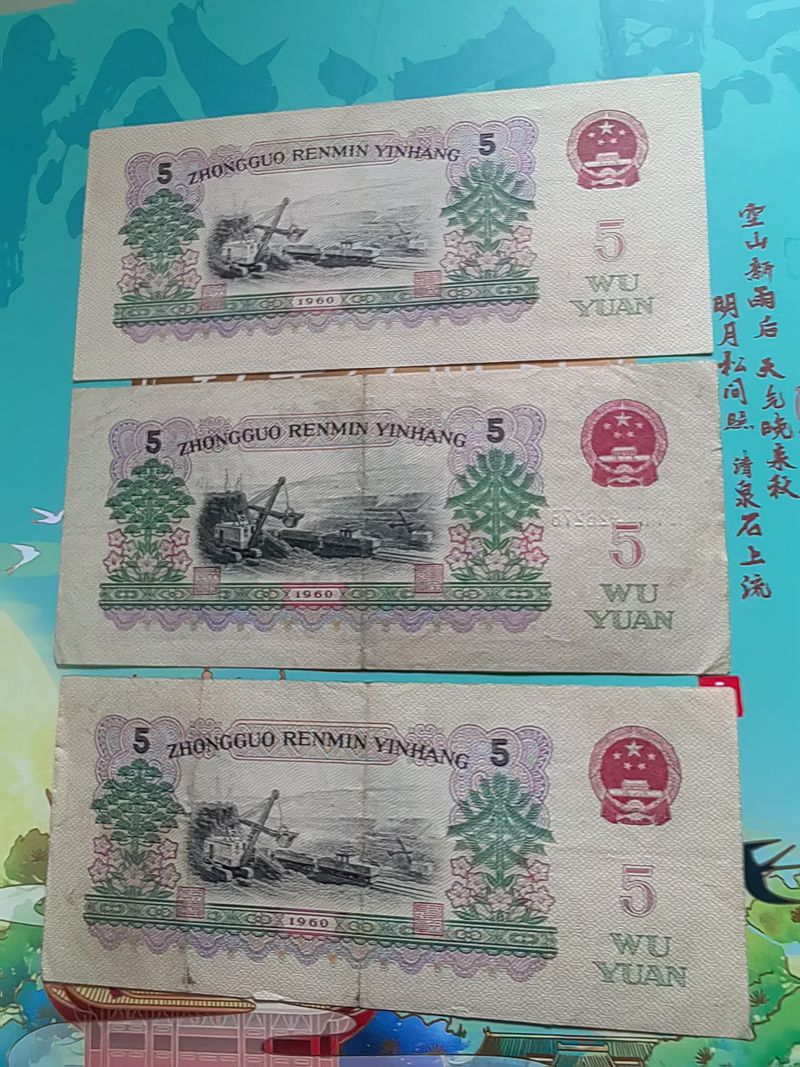 5 ZHONGGUO RENMIN YINHANG 5
1960
5
WU
YUAN
5 ZHONGGUO RENMIN YINHANG 5
1960
5
WU
YUAN
5 ZHONGGUO RENMIN YINHANG 5
1960
5
WU
YUAN
空山新雨后 天气晚来秋
明月松间照 清泉石上流